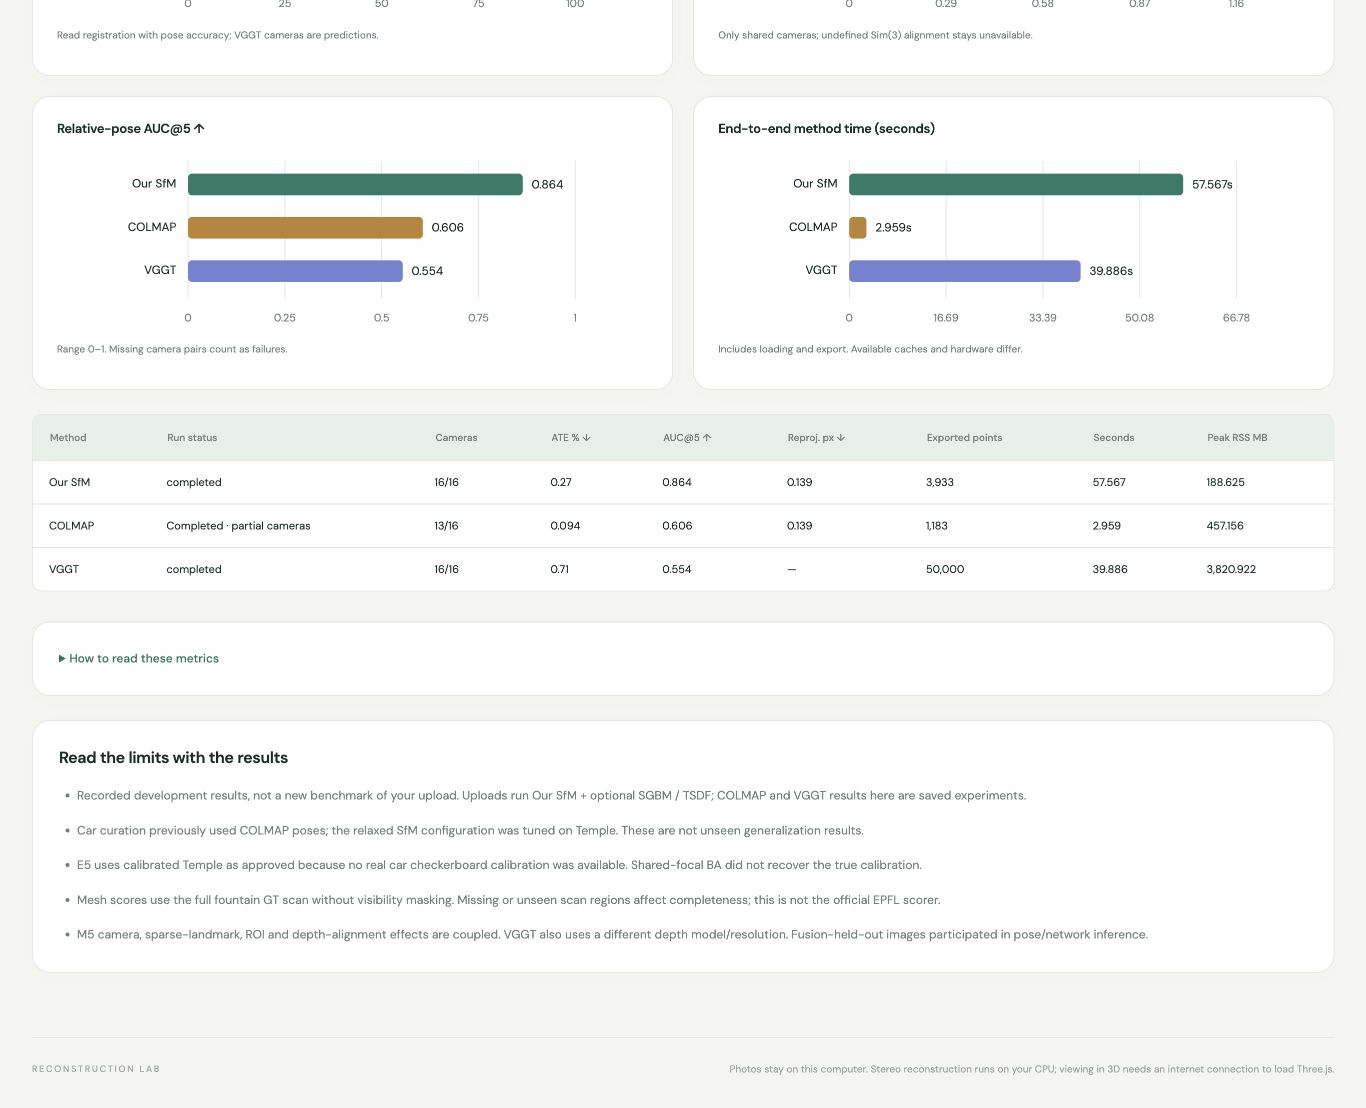 0 25 50 75 100
Read registration with pose accuracy; VGGT cameras are predictions.
0 0.29 0.58 0.87 1.16
Only shared cameras; undefined Sim(3) alignment stays unavailable.
Relative-pose AUC@5 ↑
Our SfM 0.864
COLMAP 0.606
VGGT 0.554
0 0.25 0.5 0.75 1
Range 0–1. Missing camera pairs count as failures.
End-to-end method time (seconds)
Our SfM 57.567s
COLMAP 2.959s
VGGT 39.886s
0 16.69 33.39 50.08 66.78
Includes loading and export. Available caches and hardware differ.
Method Run status Cameras ATE % ↓ AUC@5 ↑ Reproj. px ↓ Exported points Seconds Peak RSS MB
Our SfM completed 16/16 0.27 0.864 0.139 3,933 57.567 188.625
COLMAP Completed · partial cameras 13/16 0.094 0.606 0.139 1,183 2.959 457.156
VGGT completed 16/16 0.71 0.554 — 50,000 39.886 3,820.922
▶ How to read these metrics
Read the limits with the results
• Recorded development results, not a new benchmark of your upload. Uploads run Our SfM + optional SGBM / TSDF; COLMAP and VGGT results here are saved experiments.
• Car curation previously used COLMAP poses; the relaxed SfM configuration was tuned on Temple. These are not unseen generalization results.
• E5 uses calibrated Temple as approved because no real car checkerboard calibration was available. Shared-focal BA did not recover the true calibration.
• Mesh scores use the full fountain GT scan without visibility masking. Missing or unseen scan regions affect completeness; this is not the official EPFL scorer.
• M5 camera, sparse-landmark, ROI and depth-alignment effects are coupled. VGGT also uses a different depth model/resolution. Fusion-held-out images participated in pose/network inference.
RECONSTRUCTION LAB
Photos stay on this computer. Stereo reconstruction runs on your CPU; viewing in 3D needs an internet connection to load Three.js.